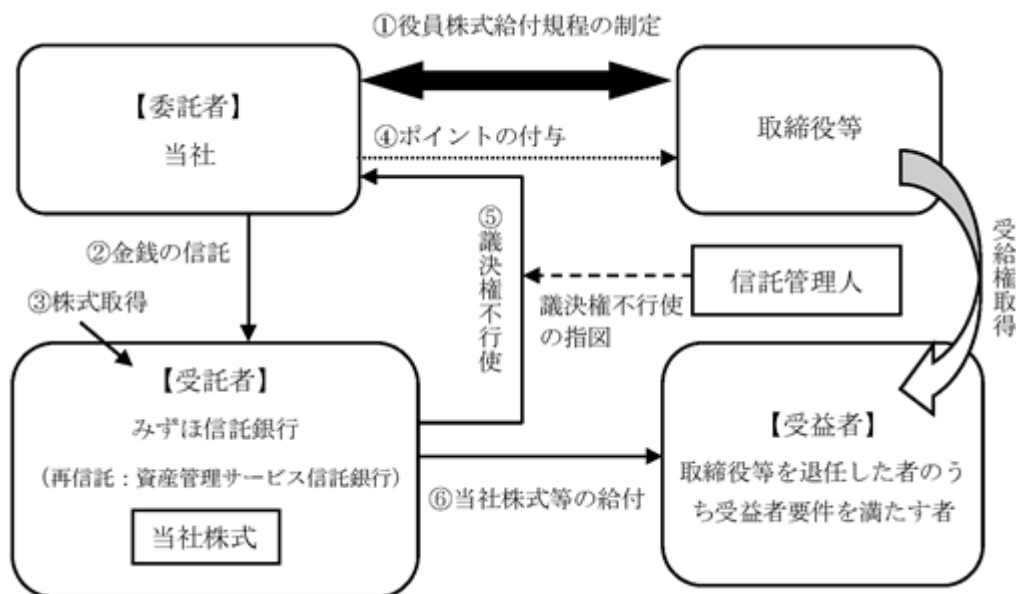 ①役員株式給付規程の制定
【委託者】
当社
取締役等
④ポイントの付与
②金銭の信託
③株式取得
⑤議決権不行使
議決権不行使
の指図
信託管理人
受給権取得
【受託者】
みずほ信託銀行
(再信託:資産管理サービス信託銀行)
当社株式
⑥当社株式等の給付
【受益者】
取締役等を退任した者のう
ち受益者要件を満たす者